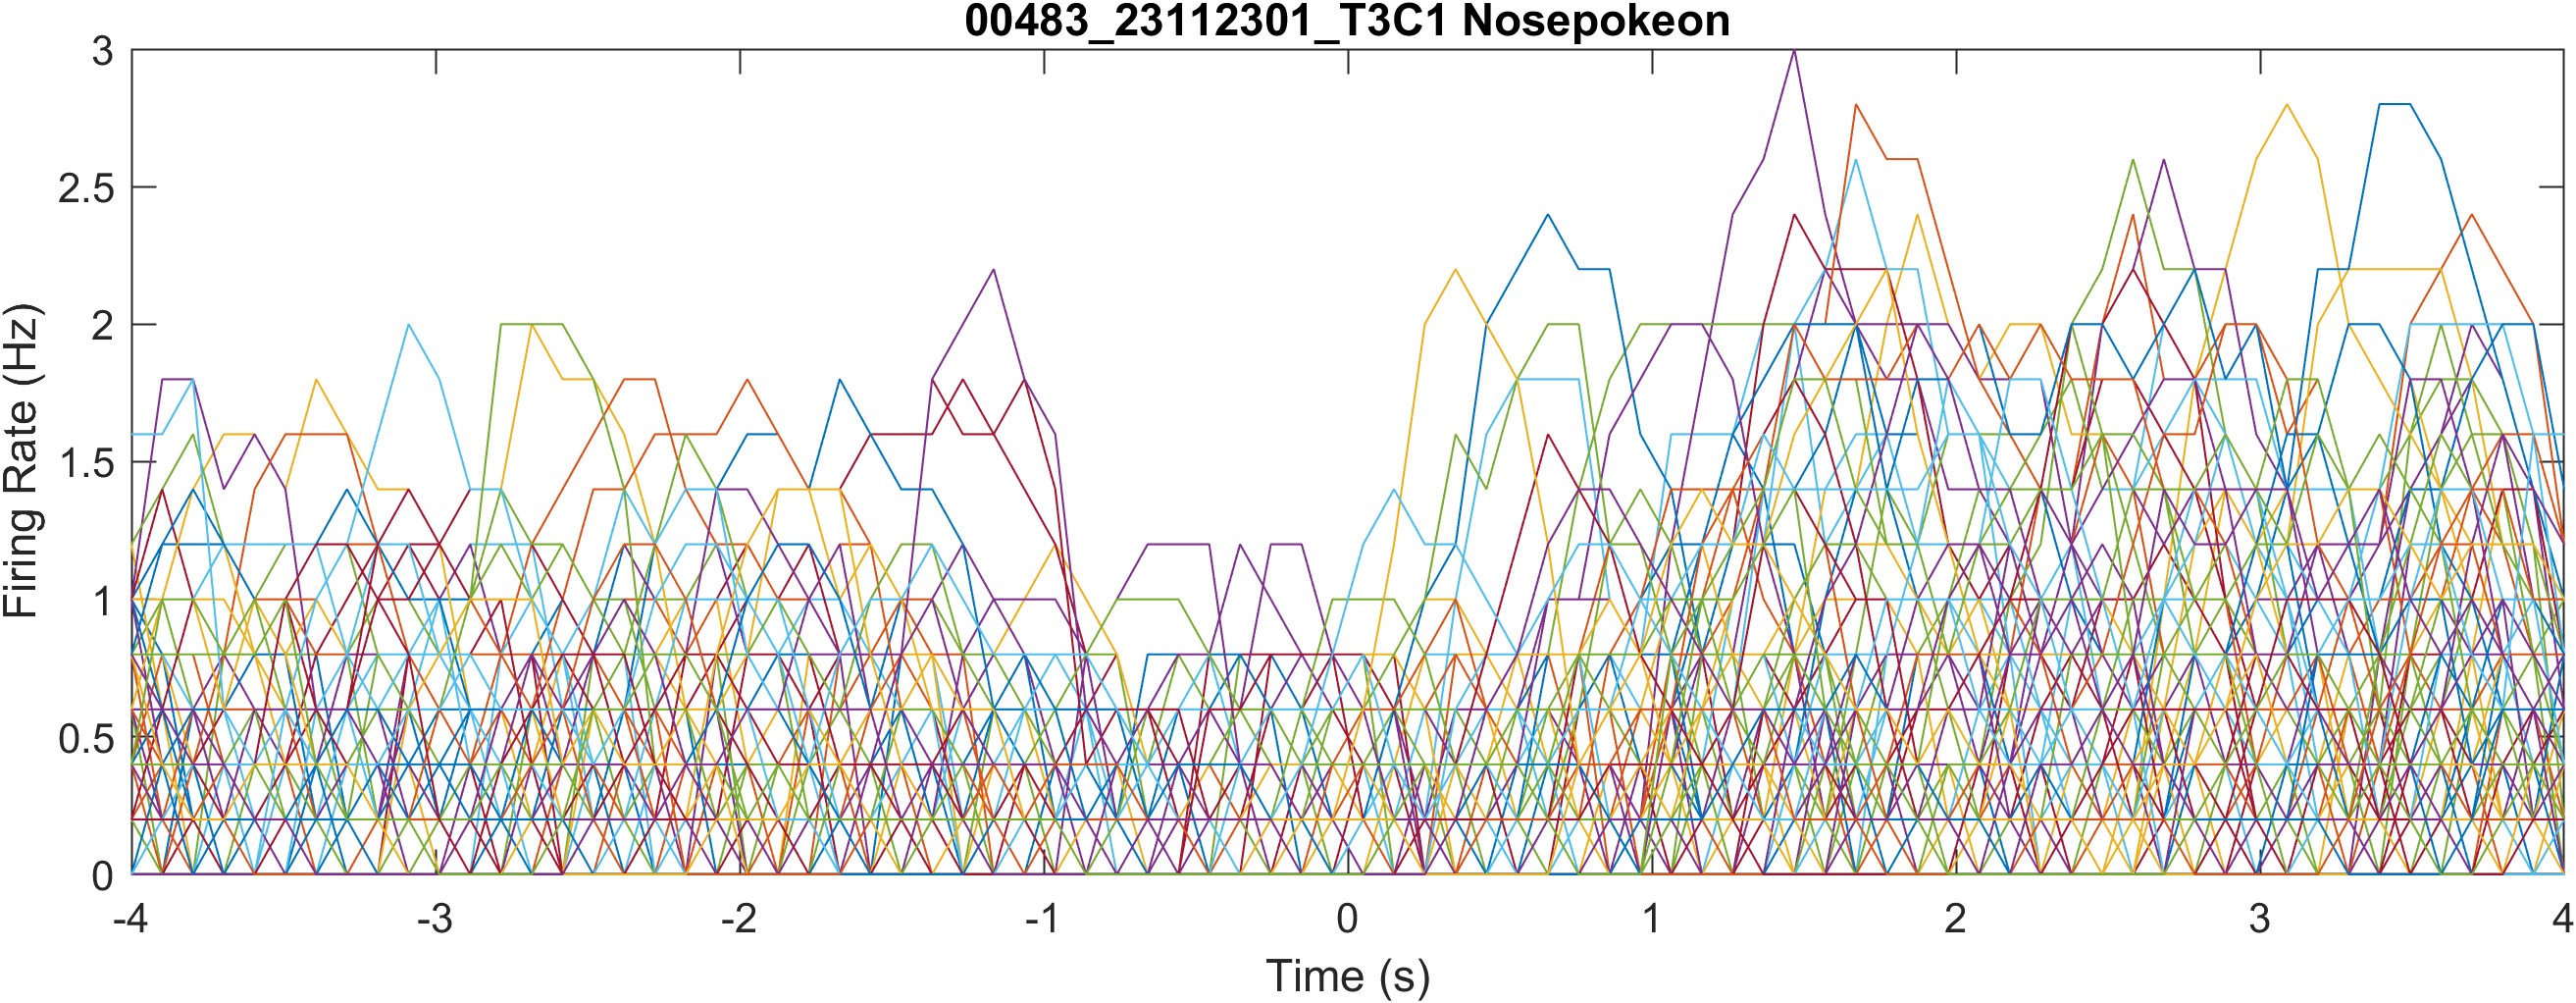 00483_23112301_T3C1 Nosepokeon
Firing Rate (Hz)
3
2.5
2
1.5
1
0.5
0
-4 -3 -2 -1 0 1 2 3 4
Time (s)